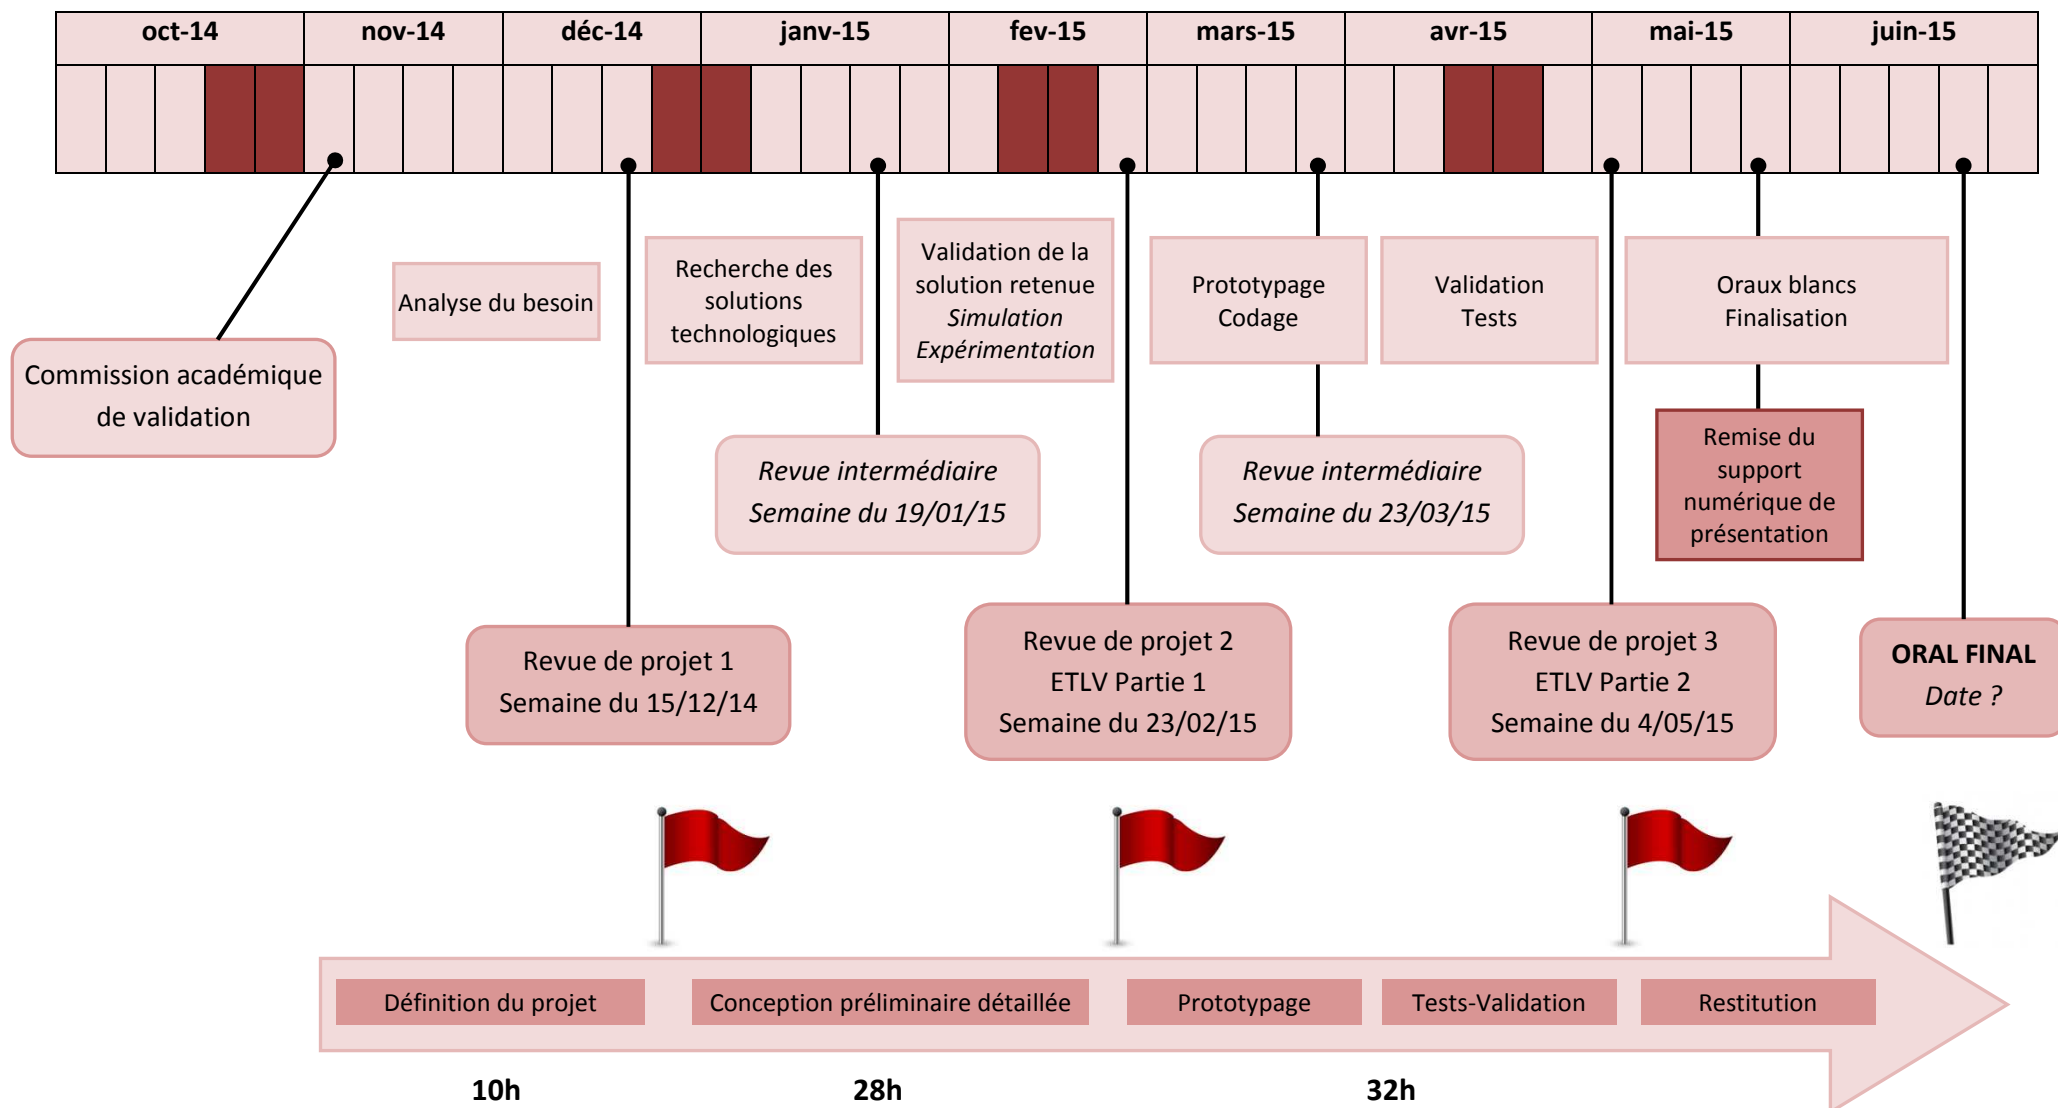 oct-14
nov-14
déc-14
janv-15
fev-15
mars-15
avr-15
mai-15
juin-15
Commission académique
de validation
Analyse du besoin
Recherche des
solutions
technologiques
Validation de la
solution retenue
Simulation
Expérimentation
Prototypage
Codage
Validation
Tests
Oraux blancs
Finalisation
Revue intermédiaire
Semaine du 19/01/15
Revue intermédiaire
Semaine du 23/03/15
Remise du
support
numérique de
présentation
Revue de projet 1
Semaine du 15/12/14
Revue de projet 2
ETLV Partie 1
Semaine du 23/02/15
Revue de projet 3
ETLV Partie 2
Semaine du 4/05/15
ORAL FINAL
Date ?
Définition du projet
Conception préliminaire détaillée
Prototypage
Tests-Validation
Restitution
10h
28h
32h